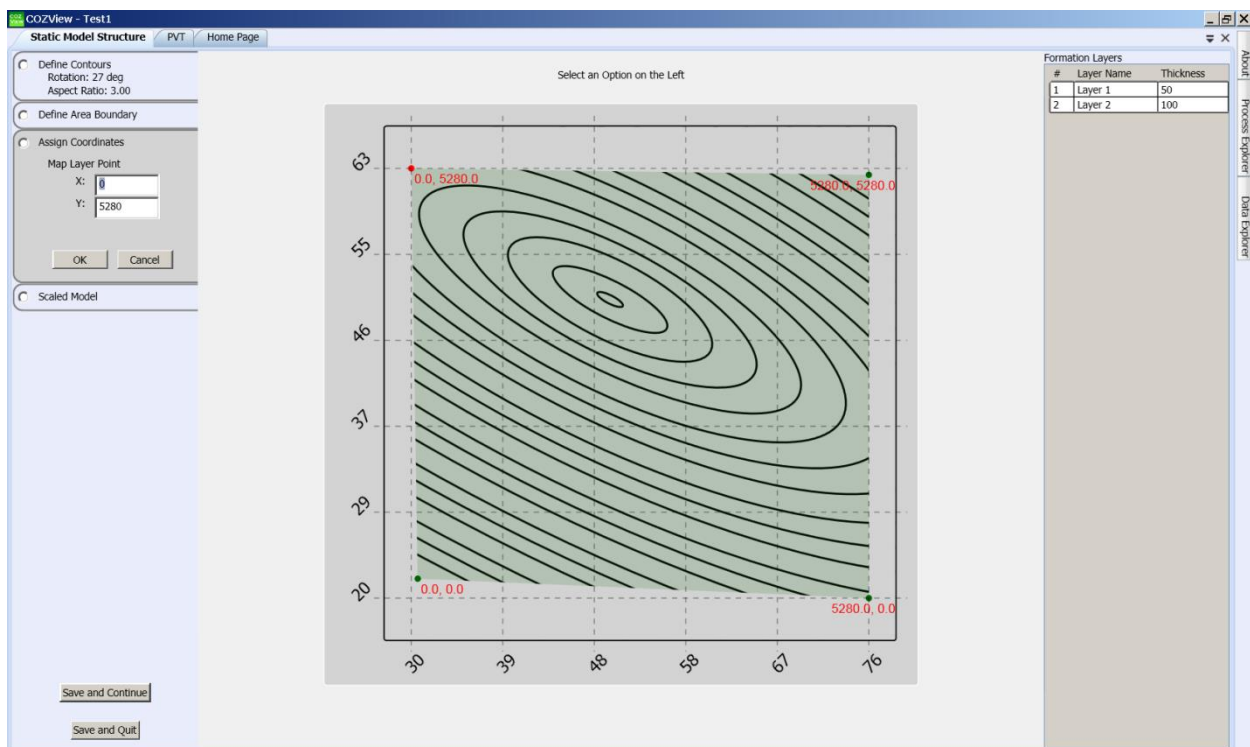 COZView - Test1
Static Model Structure PVT Home Page
Define Contours
Rotation: 27 deg
Aspect Ratio: 3.00
Define Area Boundary
Assign Coordinates
Map Layer Point
X: 0
Y: 5280
OK Cancel
Scaled Model
Save and Continue
Save and Quit
Select an Option on the Left
63
55
46
37
29
20
30 39 48 58 67 76
0.0, 5280.0
5280.0, 5280.0
0.0, 0.0
5280.0, 0.0
Formation Layers
# Layer Name Thickness
1 Layer 1 50
2 Layer 2 100
About
Process Explorer
Data Explorer